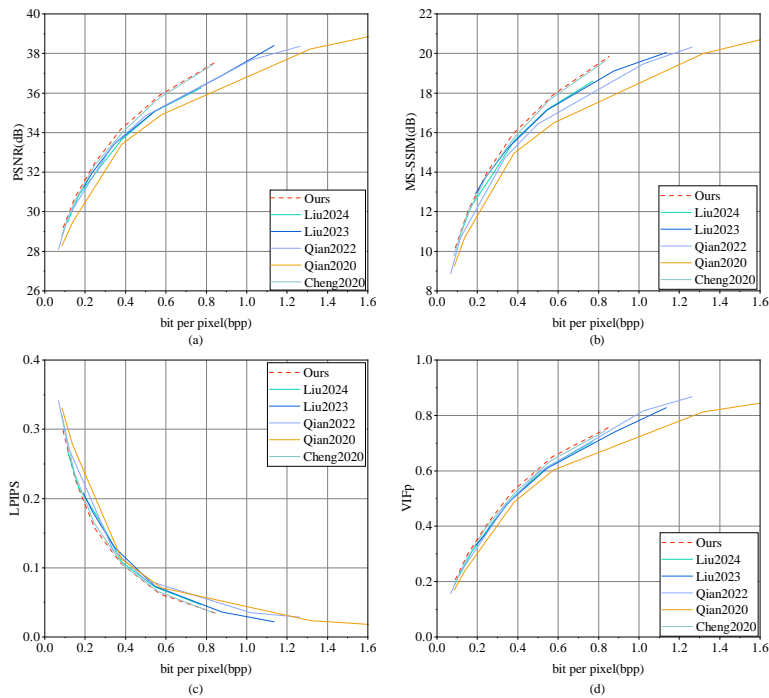 40
38
36
34
32
30
28
26
PSNR(dB)
Ours
Liu2024
Liu2023
Qian2022
Qian2020
Cheng2020
0.0 0.2 0.4 0.6 0.8 1.0 1.2 1.4 1.6
bit per pixel(bpp)
(a)
22
20
18
16
14
12
10
8
MS-SSIM(dB)
Ours
Liu2024
Liu2023
Qian2022
Qian2020
Cheng2020
0.0 0.2 0.4 0.6 0.8 1.0 1.2 1.4 1.6
bit per pixel(bpp)
(b)
0.4
0.3
0.2
0.1
0.0
LPIPS
Ours
Liu2024
Liu2023
Qian2022
Qian2020
Cheng2020
0.0 0.2 0.4 0.6 0.8 1.0 1.2 1.4 1.6
bit per pixel(bpp)
(c)
1.0
0.8
0.6
0.4
0.2
0.0
VIFp
Ours
Liu2024
Liu2023
Qian2022
Qian2020
Cheng2020
0.0 0.2 0.4 0.6 0.8 1.0 1.2 1.4 1.6
bit per pixel(bpp)
(d)